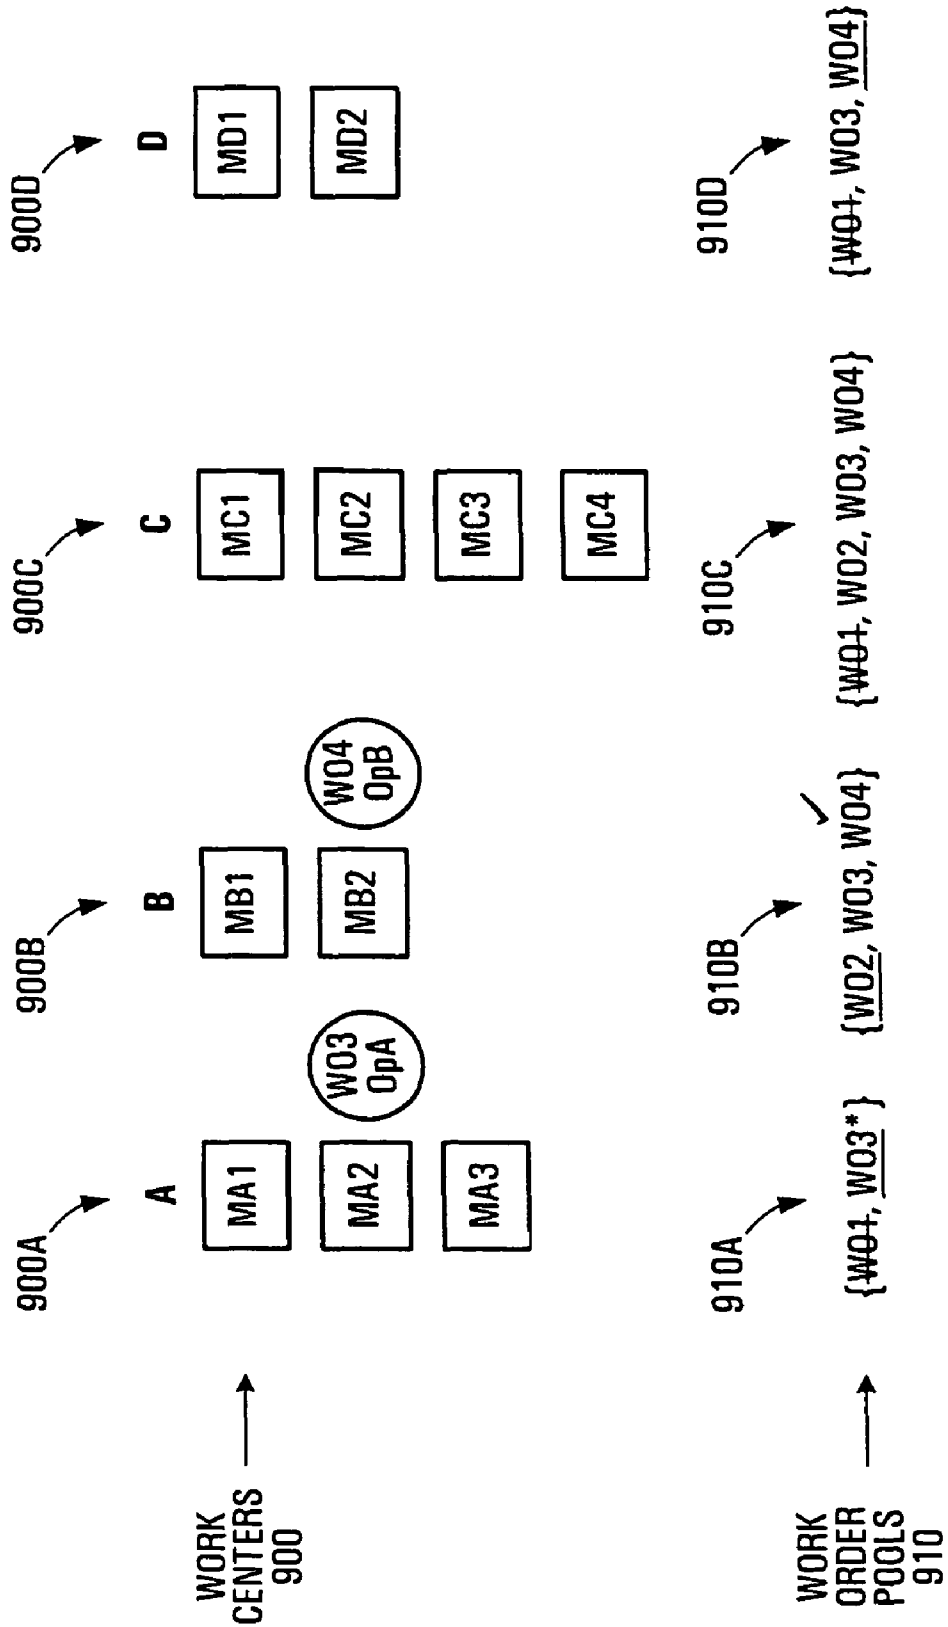 900A
900B
900C
900D
A
B
C
D
WORK
CENTERS
900
MA1
MA2
MA3
WO3
OpA
MB1
MB2
WO4
OpB
MC1
MC2
MC3
MC4
MD1
MD2
910A
910B
910C
910D
WORK
ORDER
POOLS
910
{WO1, WO3*}
{WO2, WO3, WO4}
{WO1, WO2, WO3, WO4}
{WO1, WO3, WO4}